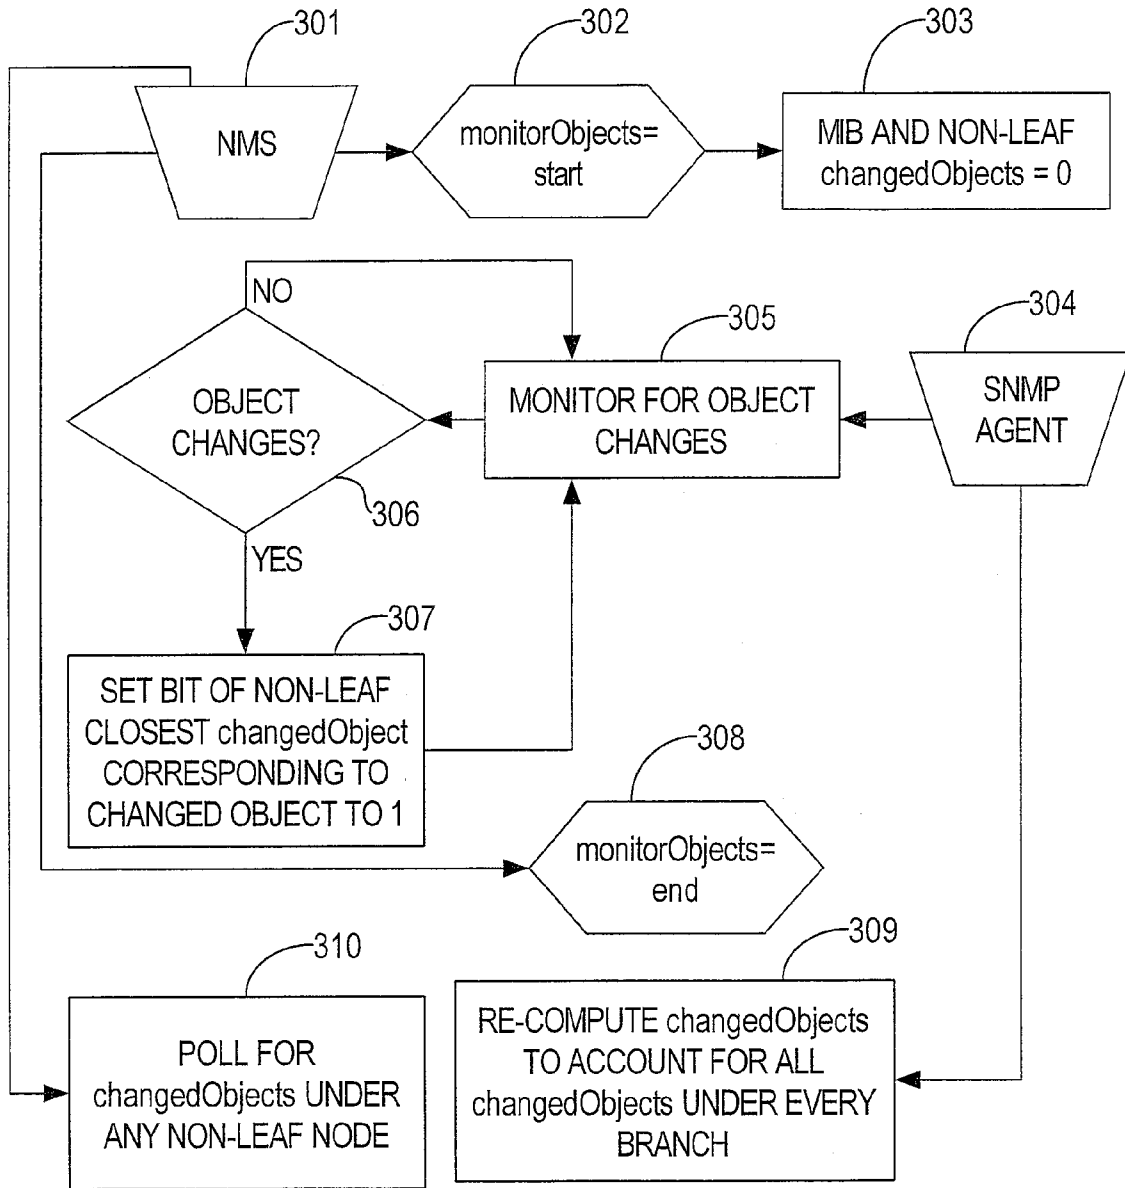 301
302
303
NMS
monitorObjects=
start
MIB AND NON-LEAF
changedObjects = 0
NO
305
304
OBJECT
CHANGES?
MONITOR FOR OBJECT
CHANGES
SNMP
AGENT
306
YES
307
SET BIT OF NON-LEAF
CLOSEST changedObject
CORRESPONDING TO
CHANGED OBJECT TO 1
308
monitorObjects=
end
310
309
POLL FOR
changedObjects UNDER
ANY NON-LEAF NODE
RE-COMPUTE changedObjects
TO ACCOUNT FOR ALL
changedObjects UNDER EVERY
BRANCH